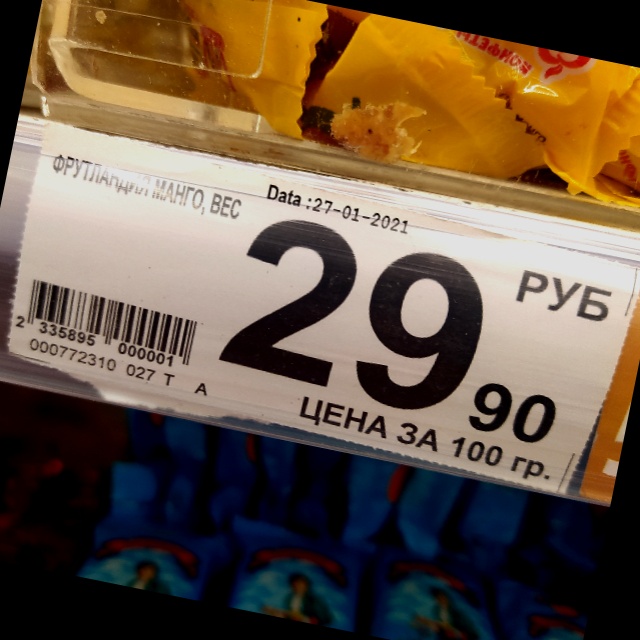 ФРУТЛАНДИЯ МАНГО, ВЕС
Data :27-01-2021
29 90 РУБ
ЦЕНА ЗА 100 гр.
2 335895 000001
000772310 027 Т А